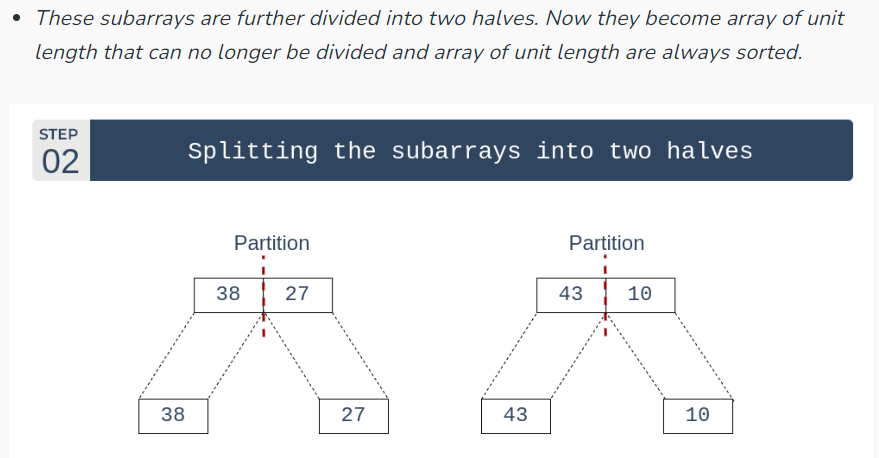 These subarrays are further divided into two halves. Now they become array of unit
length that can no longer be divided and array of unit length are always sorted.
STEP
02
Splitting the subarrays into two halves
Partition Partition
38 27 43 10
38 27 43 10